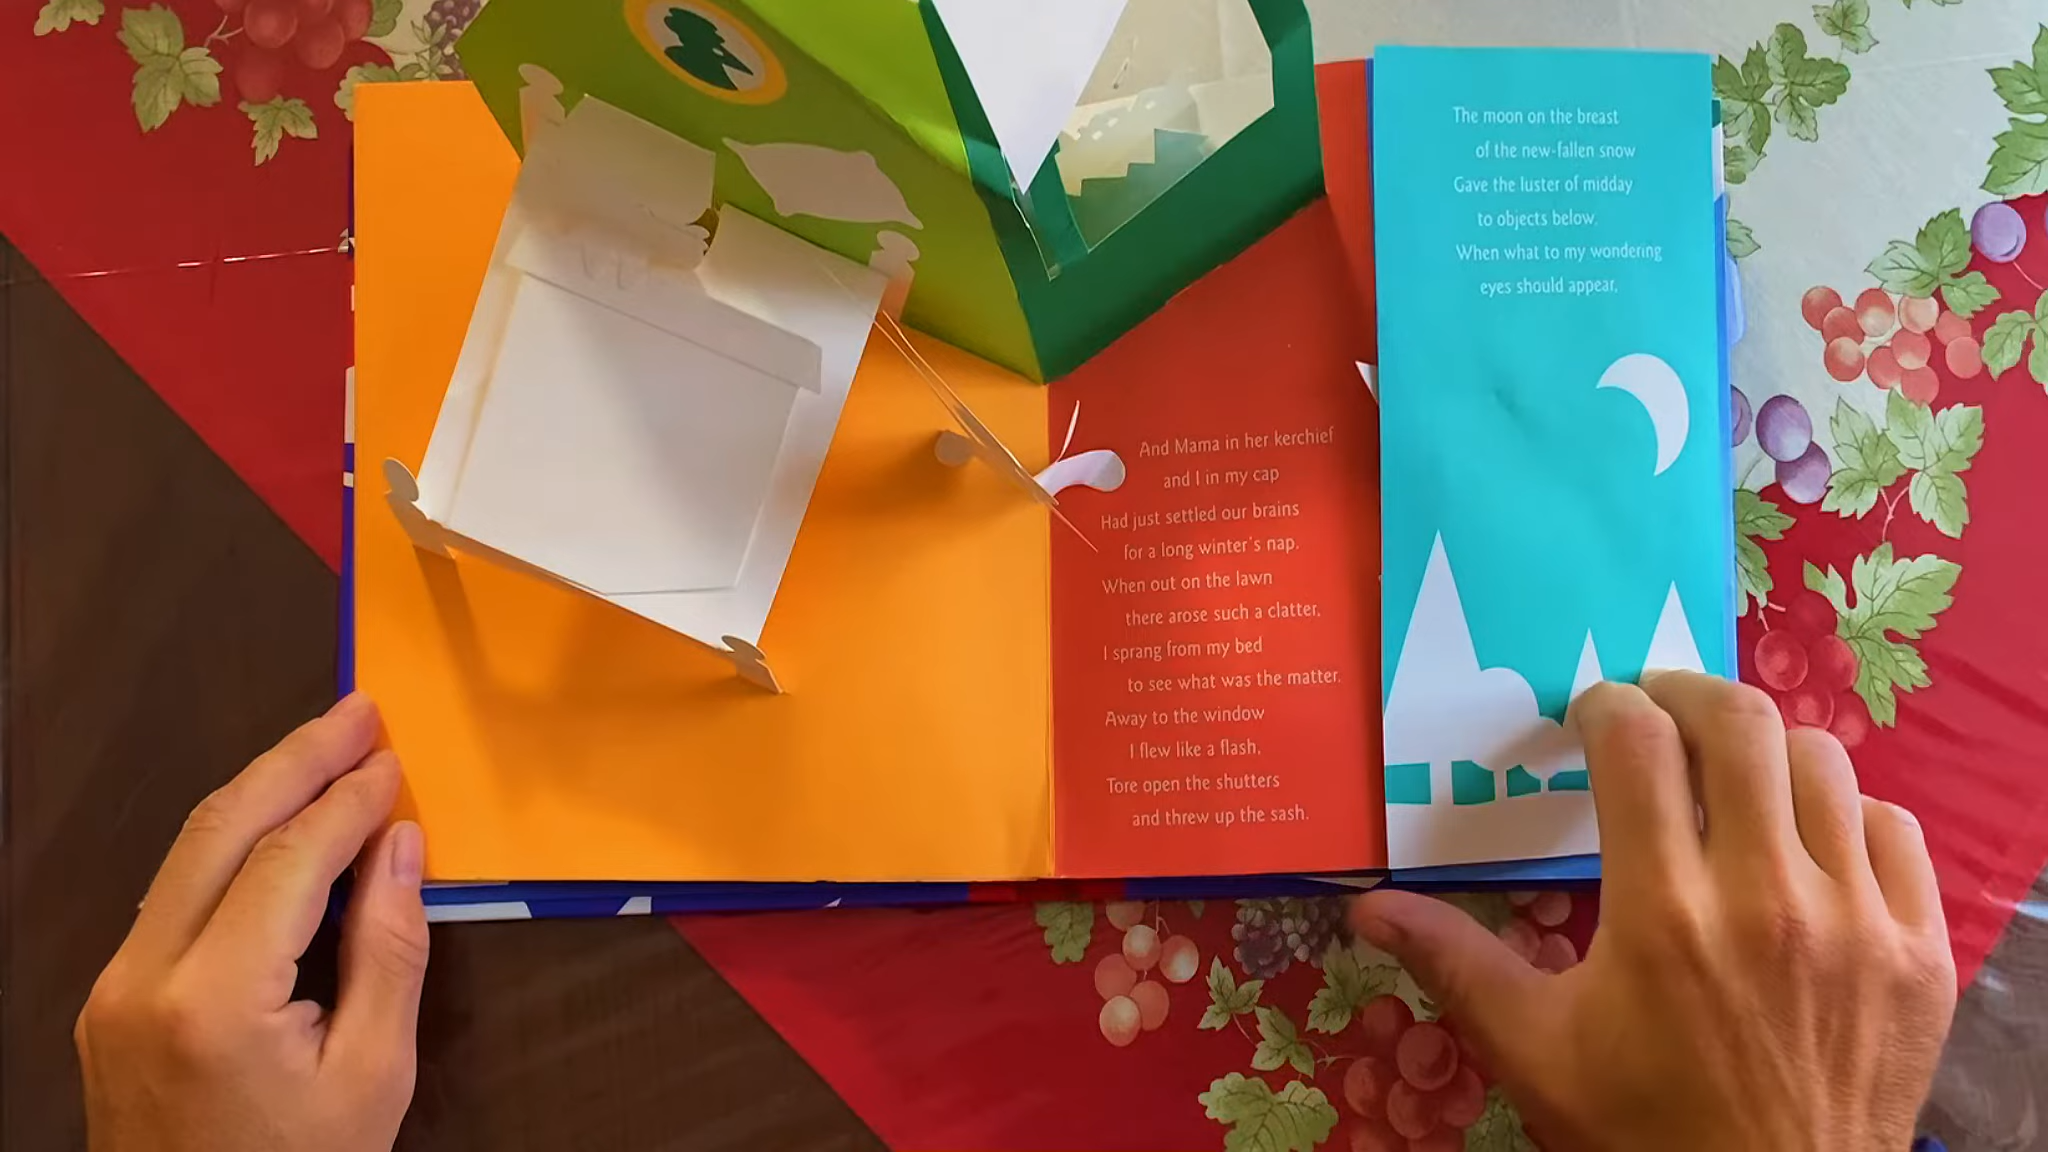 And Mama in her kerchief
and I in my cap
Had just settled our brains
for a long winter's nap.
When out on the lawn
there arose such a clatter,
I sprang from my bed
to see what was the matter.
Away to the window
I flew like a flash,
Tore open the shutters
and threw up the sash.
The moon on the breast
of the new-fallen snow
Gave the luster of midday
to objects below,
When what to my wondering
eyes should appear,